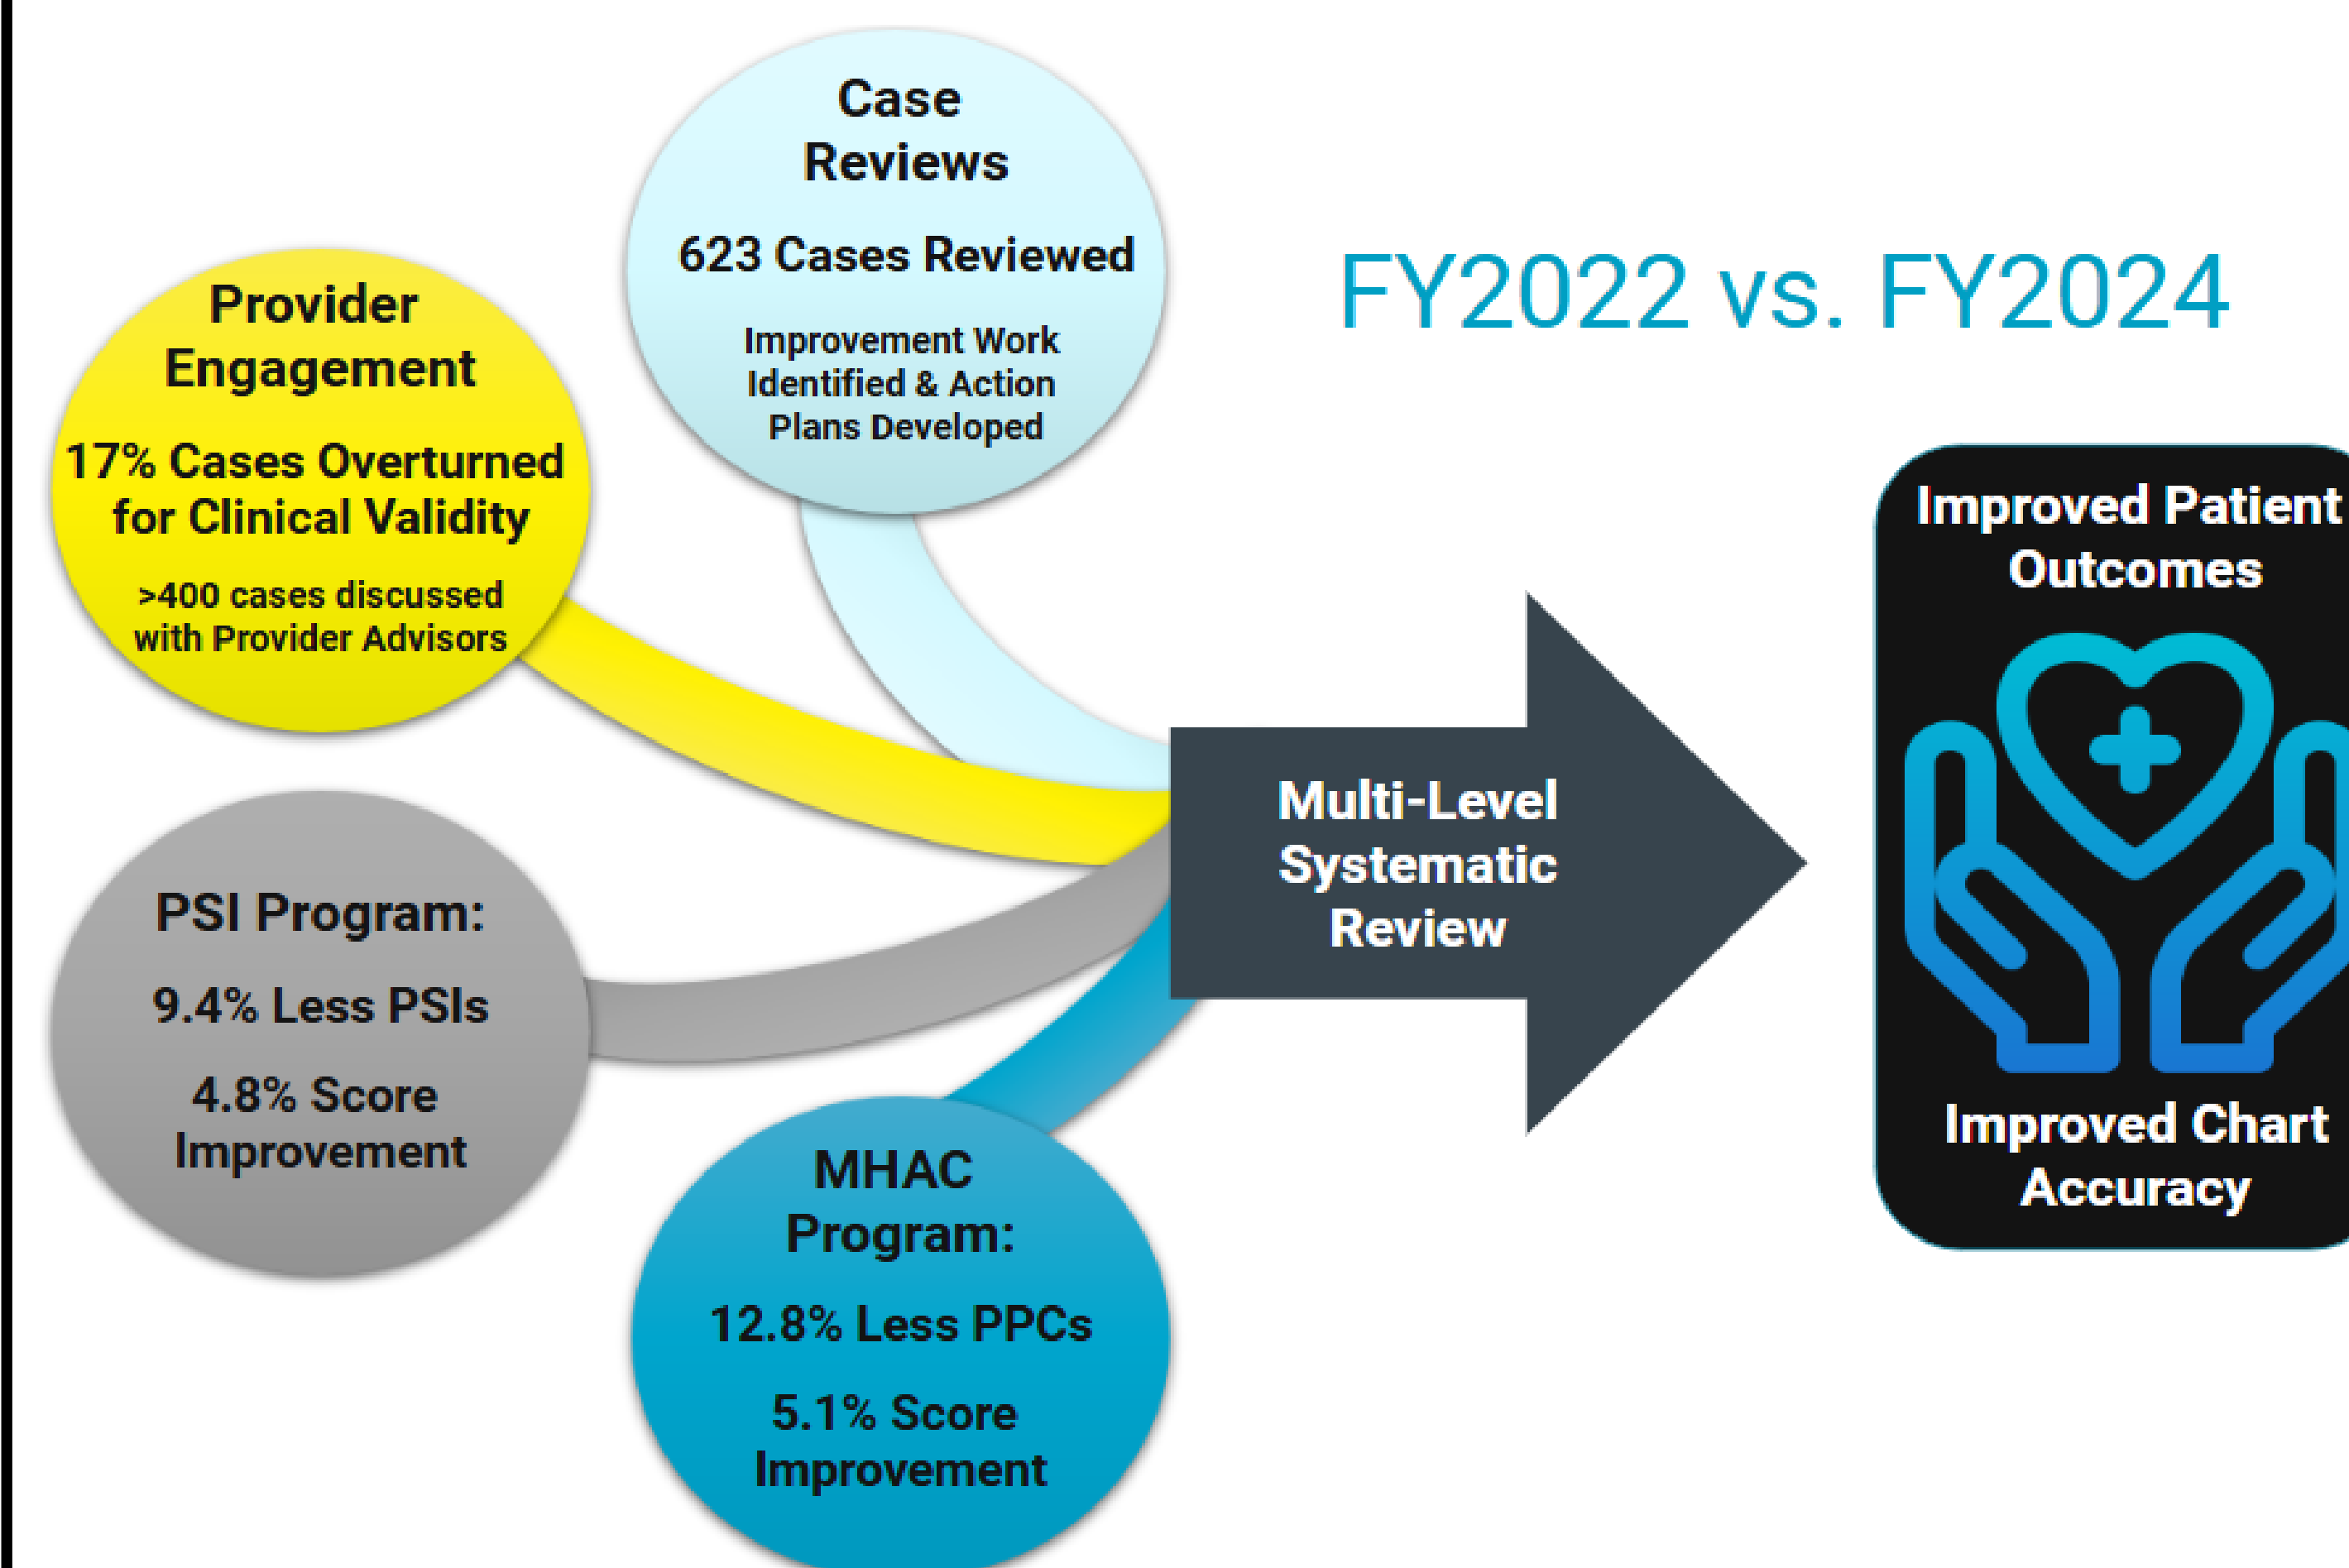 Case
Reviews
623 Cases Reviewed
Improvement Work
Identified & Action
Plans Developed
FY2022 vs. FY2024
Provider
Engagement
17% Cases Overturned
for Clinical Validity
>400 cases discussed
with Provider Advisors
PSI Program:
9.4% Less PSIs
4.8% Score
Improvement
MHAC
Program:
12.8% Less PPCs
5.1% Score
Improvement
Multi-Level
Systematic
Review
Improved Patient
Outcomes
Improved Chart
Accuracy